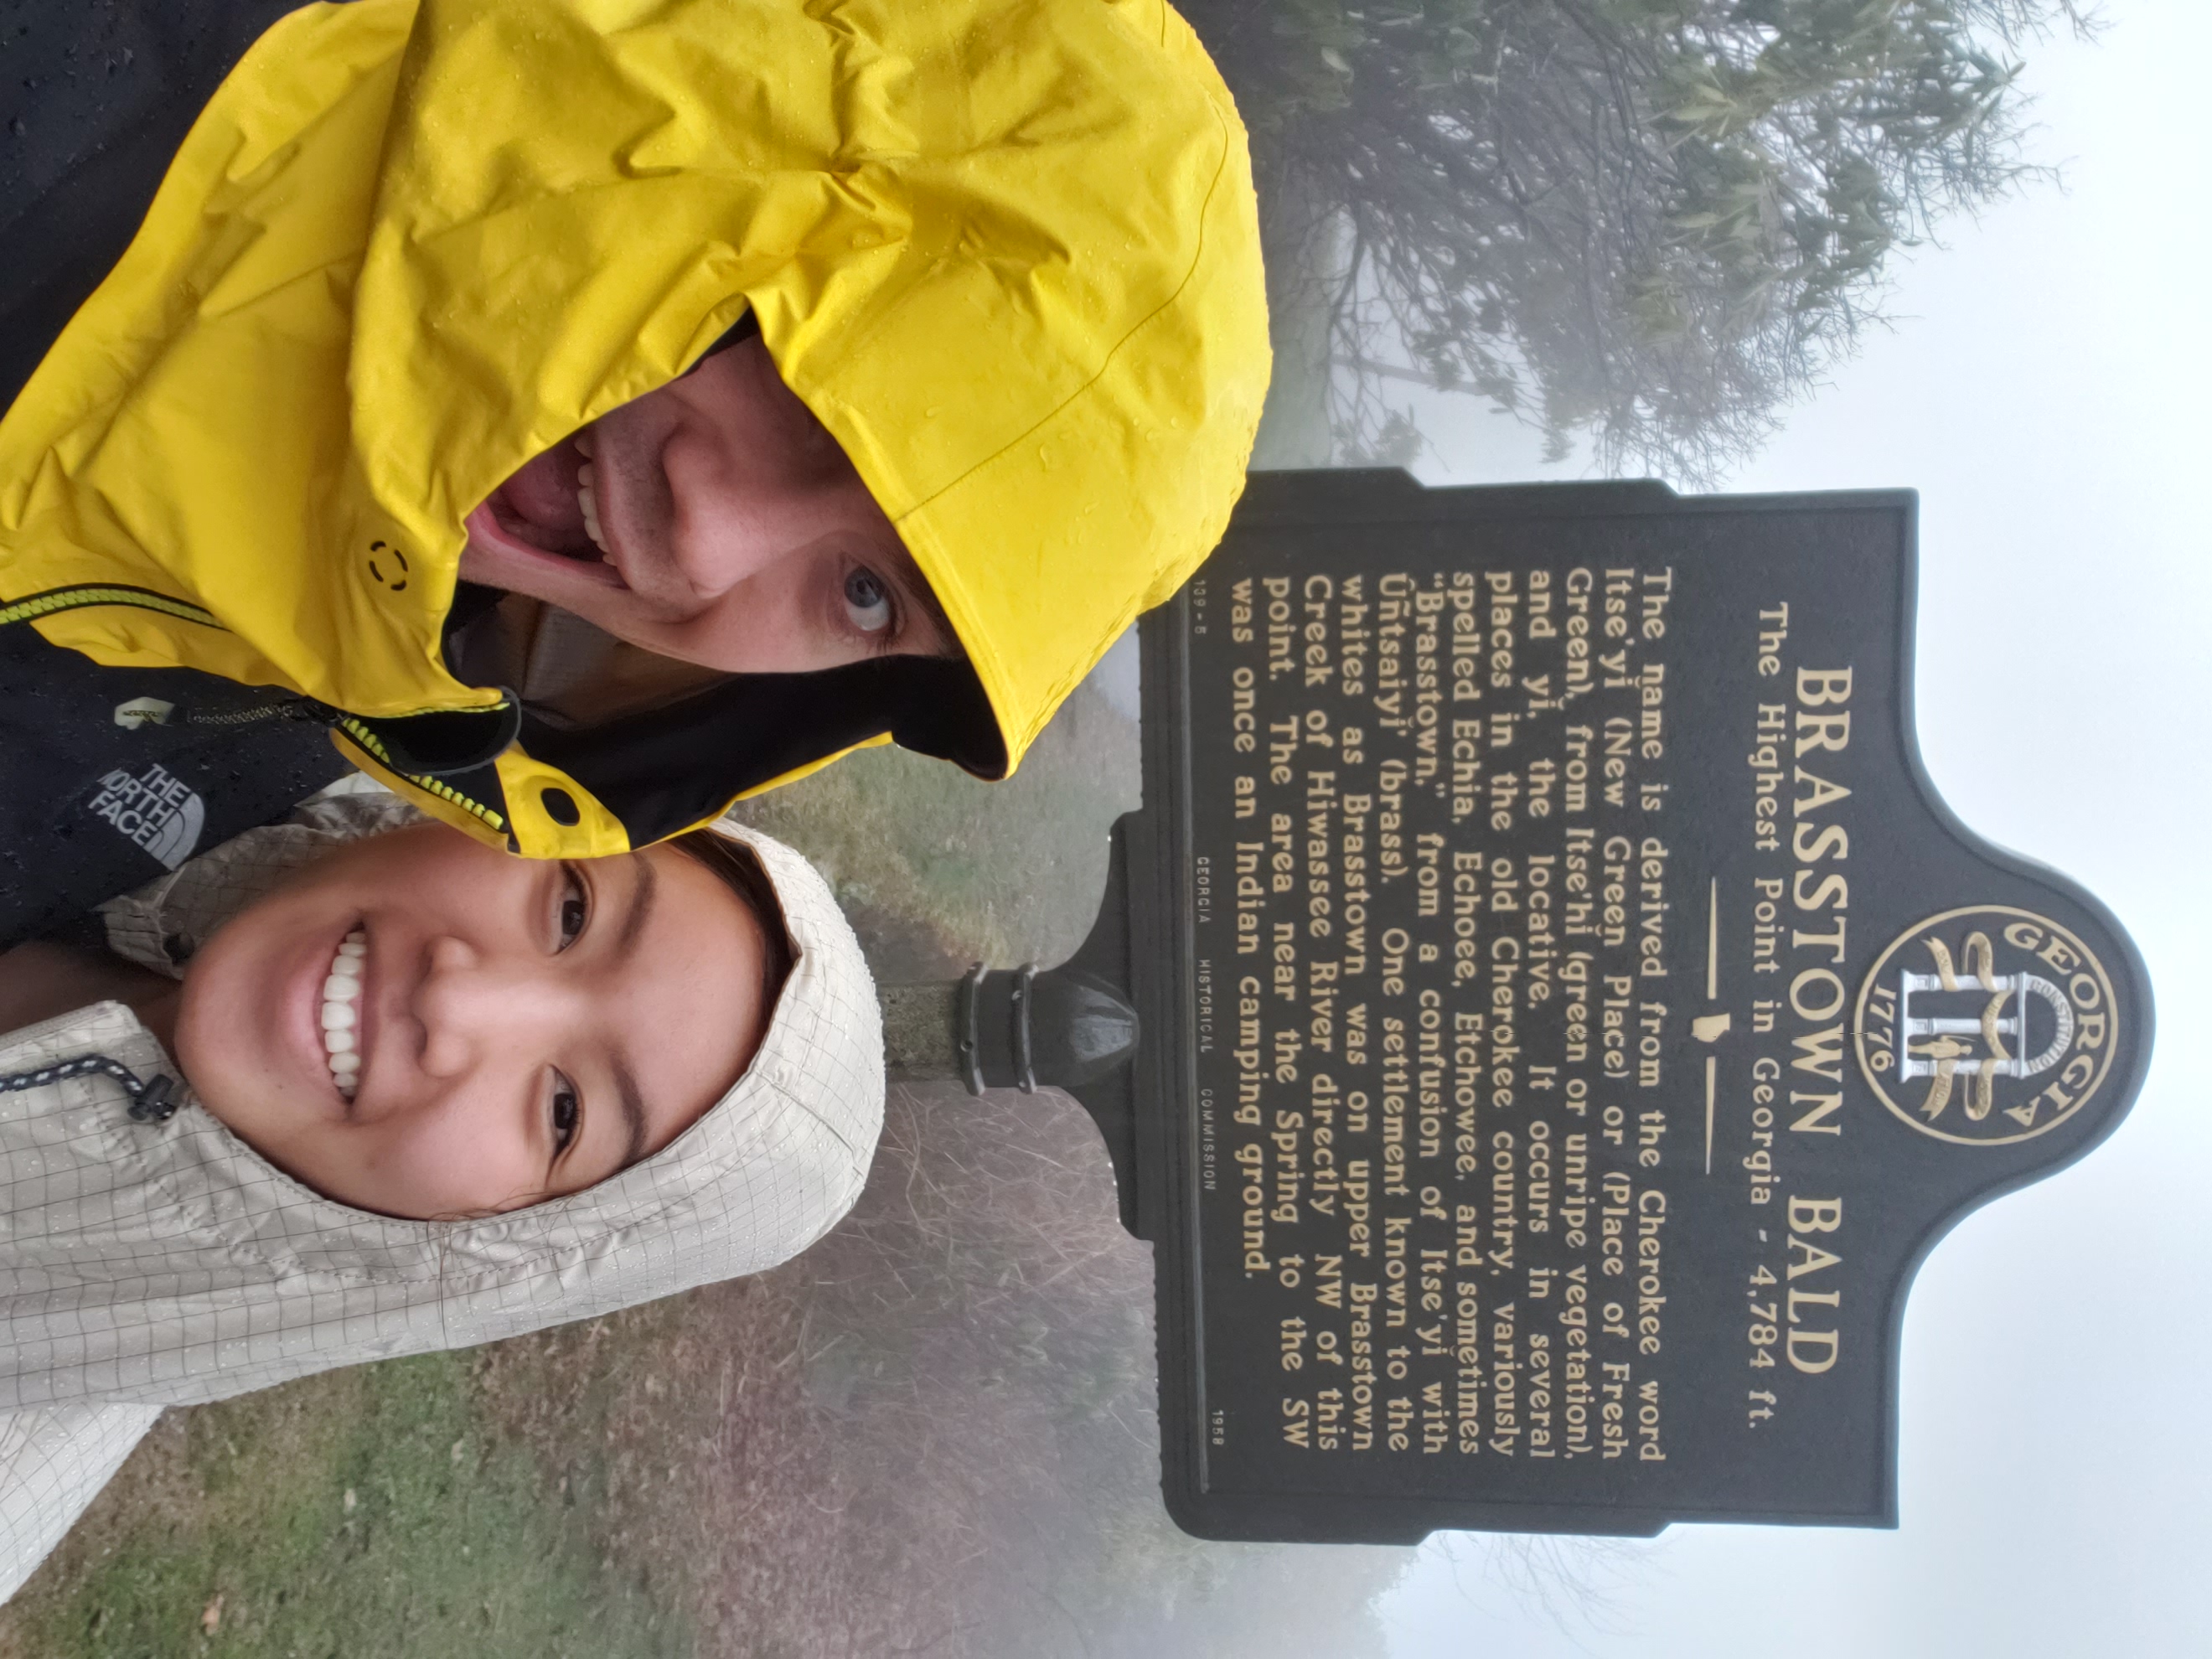 GEORGIA
CONSTITUTION
1776
BRASSTOWN BALD
The Highest Point in Georgia - 4,784 ft.
The name is derived from the Cherokee word
Itse'yĭ (New Green Place) or (Place of Fresh
Green), from Itse'hĭ (green or unripe vegetation),
and yĭ, the locative. It occurs in several
places in the old Cherokee country, variously
spelled Echia, Echoee, Etchowee, and sometimes
"Brasstown," from a confusion of Itse'yĭ with
Ûñtsaiyĭ' (brass). One settlement known to the
whites as Brasstown was on upper Brasstown
Creek of Hiwassee River directly NW of this
point. The area near the Spring to the SW
was once an Indian camping ground.
139-5 GEORGIA HISTORICAL COMMISSION 1958
THE
NORTH
FACE